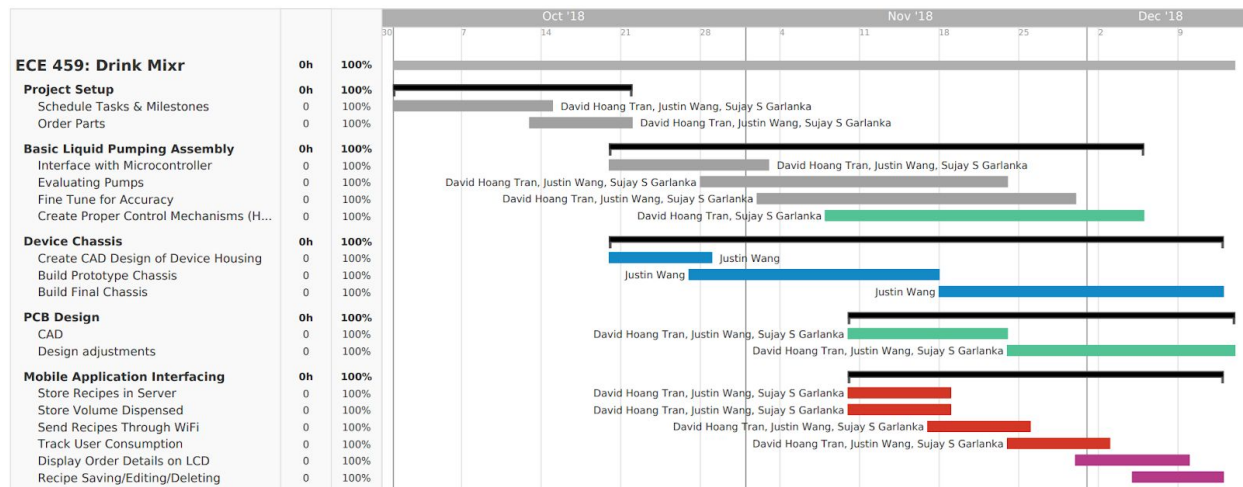 Oct '18 Nov '18 Dec '18
30 7 14 21 28 4 11 18 25 2 9
ECE 459: Drink Mixr 0h 100%
Project Setup 0h 100%
Schedule Tasks & Milestones 0 100% David Hoang Tran, Justin Wang, Sujay S Garlanka
Order Parts 0 100% David Hoang Tran, Justin Wang, Sujay S Garlanka
Basic Liquid Pumping Assembly 0h 100%
Interface with Microcontroller 0 100% David Hoang Tran, Justin Wang, Sujay S Garlanka
Evaluating Pumps 0 100% David Hoang Tran, Justin Wang, Sujay S Garlanka
Fine Tune for Accuracy 0 100% David Hoang Tran, Justin Wang, Sujay S Garlanka
Create Proper Control Mechanisms (H... 0 100% David Hoang Tran, Sujay S Garlanka
Device Chassis 0h 100%
Create CAD Design of Device Housing 0 100% Justin Wang
Build Prototype Chassis 0 100% Justin Wang
Build Final Chassis 0 100% Justin Wang
PCB Design 0h 100%
CAD 0 100% David Hoang Tran, Justin Wang, Sujay S Garlanka
Design adjustments 0 100% David Hoang Tran, Justin Wang, Sujay S Garlanka
Mobile Application Interfacing 0h 100%
Store Recipes in Server 0 100% David Hoang Tran, Justin Wang, Sujay S Garlanka
Store Volume Dispensed 0 100% David Hoang Tran, Justin Wang, Sujay S Garlanka
Send Recipes Through WiFi 0 100% David Hoang Tran, Justin Wang, Sujay S Garlanka
Track User Consumption 0 100% David Hoang Tran, Justin Wang, Sujay S Garlanka
Display Order Details on LCD 0 100%
Recipe Saving/Editing/Deleting 0 100%